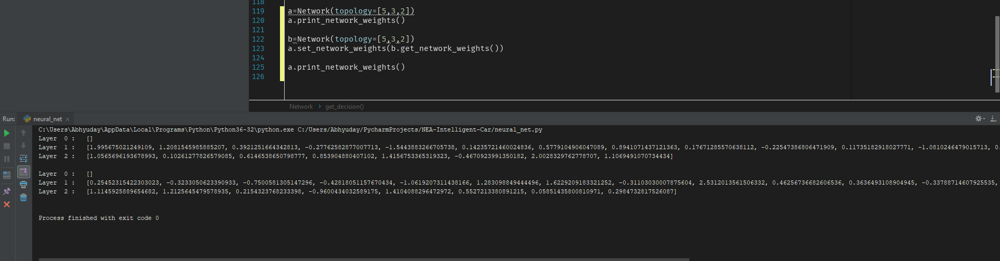 118
119 a=Network(topology=[5,3,2])
120 a.print_network_weights()
121
122 b=Network(topology=[5,3,2])
123 a.set_network_weights(b.get_network_weights())
124
125 a.print_network_weights()
126
Network > get_decision()
Run: neural_net
C:\Users\Abhyuday\AppData\Local\Programs\Python\Python36-32\python.exe C:/Users/Abhyuday/PycharmProjects/NEA-Intelligent-Car/neural_net.py
Layer 0 : []
Layer 1 : [1.995675021249109, 1.2081545985885207, 0.3921251664342813, -0.27762582877007713, -1.5443883266705738, 0.14235721460024836, 0.5779104906047089, 0.8941071437121363, 0.17671285570638112, -0.22547386806471909, 0.11735182918027771, -1.0810246479015713, 0.
Layer 2 : [1.0565696193678993, 0.10261277826579085, 0.6146538650798777, 0.853904880407102, 1.4156753365319323, -0.4670923991350182, 2.0028329762778707, 1.1069491070734434]
Layer 0 : []
Layer 1 : [0.25452315422303023, -0.3233050623390933, -0.7500581305147296, -0.42818051157670434, -1.0619207311438166, 1.283098849444496, 1.6229209183321252, -0.31103030007875604, 2.5312013561506332, 0.46256736682606536, 0.3636493108904945, -0.33788714607925535,
Layer 2 : [1.1145925889654682, 1.2125645479578935, 0.2154323768233398, -0.9600434032589175, 1.4104088296472972, 0.5527213380891215, 0.05851435800810971, 0.2984732817526087]
Process finished with exit code 0